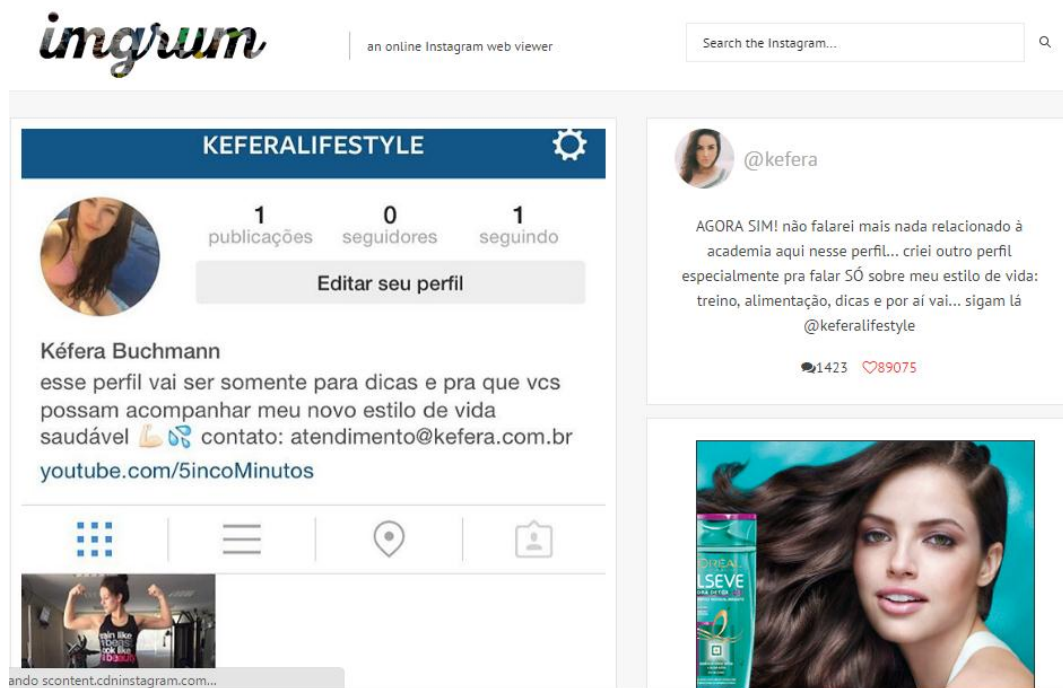 imgrum
an online Instagram web viewer
Search the Instagram...
KEFERALIFESTYLE
1
0
1
publicações
seguidores
seguindo
Editar seu perfil
Kéfera Buchmann
esse perfil vai ser somente para dicas e pra que vcs
possam acompanhar meu novo estilo de vida
saudável 💪🏻💦 contato: atendimento@kefera.com.br
youtube.com/5incoMinutos
ando scontent.cdninstagram.com...
@kefera
AGORA SIM! não falarei mais nada relacionado à
academia aqui nesse perfil... criei outro perfil
especialmente pra falar SÓ sobre meu estilo de vida:
treino, alimentação, dicas e por aí vai... sigam lá
@keferalifestyle
1423 89075
LSEVE